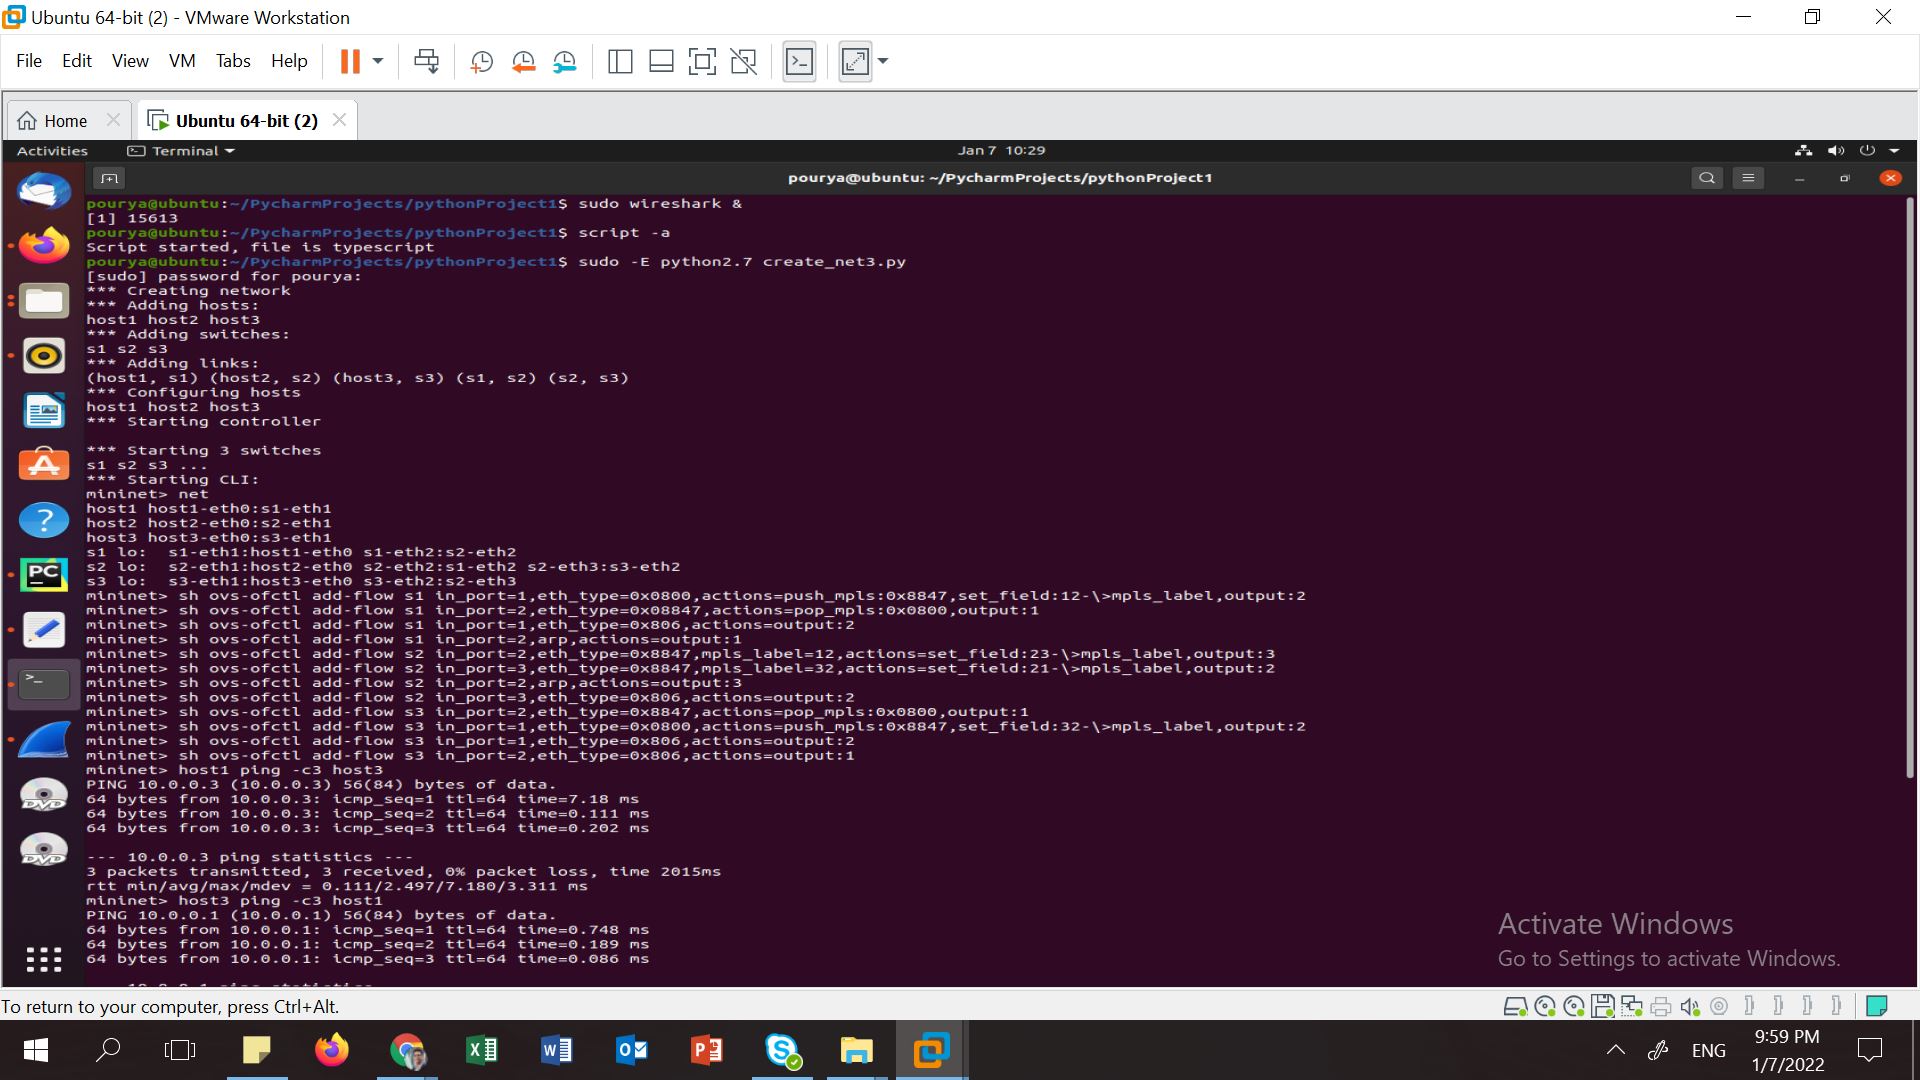 Ubuntu 64-bit (2) - VMware Workstation
File Edit View VM Tabs Help
Home Ubuntu 64-bit (2)
Activities Terminal Jan 7 10:29
pourya@ubuntu: ~/PycharmProjects/pythonProject1
pourya@ubuntu:~/PycharmProjects/pythonProject1$ sudo wireshark &
[1] 15613
pourya@ubuntu:~/PycharmProjects/pythonProject1$ script -a
Script started, file is typescript
pourya@ubuntu:~/PycharmProjects/pythonProject1$ sudo -E python2.7 create_net3.py
[sudo] password for pourya:
*** Creating network
*** Adding hosts:
host1 host2 host3
*** Adding switches:
s1 s2 s3
*** Adding links:
(host1, s1) (host2, s2) (host3, s3) (s1, s2) (s2, s3)
*** Configuring hosts
host1 host2 host3
*** Starting controller
*** Starting 3 switches
s1 s2 s3 ...
*** Starting CLI:
mininet> net
host1 host1-eth0:s1-eth1
host2 host2-eth0:s2-eth1
host3 host3-eth0:s3-eth1
s1 lo:  s1-eth1:host1-eth0 s1-eth2:s2-eth2
s2 lo:  s2-eth1:host2-eth0 s2-eth2:s1-eth2 s2-eth3:s3-eth2
s3 lo:  s3-eth1:host3-eth0 s3-eth2:s2-eth3
mininet> sh ovs-ofctl add-flow s1 in_port=1,eth_type=0x0800,actions=push_mpls:0x8847,set_field:12-\>mpls_label,output:2
mininet> sh ovs-ofctl add-flow s1 in_port=2,eth_type=0x08847,actions=pop_mpls:0x0800,output:1
mininet> sh ovs-ofctl add-flow s1 in_port=1,eth_type=0x806,actions=output:2
mininet> sh ovs-ofctl add-flow s1 in_port=2,arp,actions=output:1
mininet> sh ovs-ofctl add-flow s2 in_port=2,eth_type=0x8847,mpls_label=12,actions=set_field:23-\>mpls_label,output:3
mininet> sh ovs-ofctl add-flow s2 in_port=3,eth_type=0x8847,mpls_label=32,actions=set_field:21-\>mpls_label,output:2
mininet> sh ovs-ofctl add-flow s2 in_port=2,arp,actions=output:3
mininet> sh ovs-ofctl add-flow s2 in_port=3,eth_type=0x806,actions=output:2
mininet> sh ovs-ofctl add-flow s3 in_port=2,eth_type=0x8847,actions=pop_mpls:0x0800,output:1
mininet> sh ovs-ofctl add-flow s3 in_port=1,eth_type=0x0800,actions=push_mpls:0x8847,set_field:32-\>mpls_label,output:2
mininet> sh ovs-ofctl add-flow s3 in_port=1,eth_type=0x806,actions=output:2
mininet> sh ovs-ofctl add-flow s3 in_port=2,eth_type=0x806,actions=output:1
mininet> host1 ping -c3 host3
PING 10.0.0.3 (10.0.0.3) 56(84) bytes of data.
64 bytes from 10.0.0.3: icmp_seq=1 ttl=64 time=7.18 ms
64 bytes from 10.0.0.3: icmp_seq=2 ttl=64 time=0.111 ms
64 bytes from 10.0.0.3: icmp_seq=3 ttl=64 time=0.202 ms
--- 10.0.0.3 ping statistics ---
3 packets transmitted, 3 received, 0% packet loss, time 2015ms
rtt min/avg/max/mdev = 0.111/2.497/7.180/3.311 ms
mininet> host3 ping -c3 host1
PING 10.0.0.1 (10.0.0.1) 56(84) bytes of data.
64 bytes from 10.0.0.1: icmp_seq=1 ttl=64 time=0.748 ms
64 bytes from 10.0.0.1: icmp_seq=2 ttl=64 time=0.189 ms
64 bytes from 10.0.0.1: icmp_seq=3 ttl=64 time=0.086 ms
PC
DVD
DVD
Activate Windows
Go to Settings to activate Windows.
To return to your computer, press Ctrl+Alt.
ENG
9:59 PM
1/7/2022